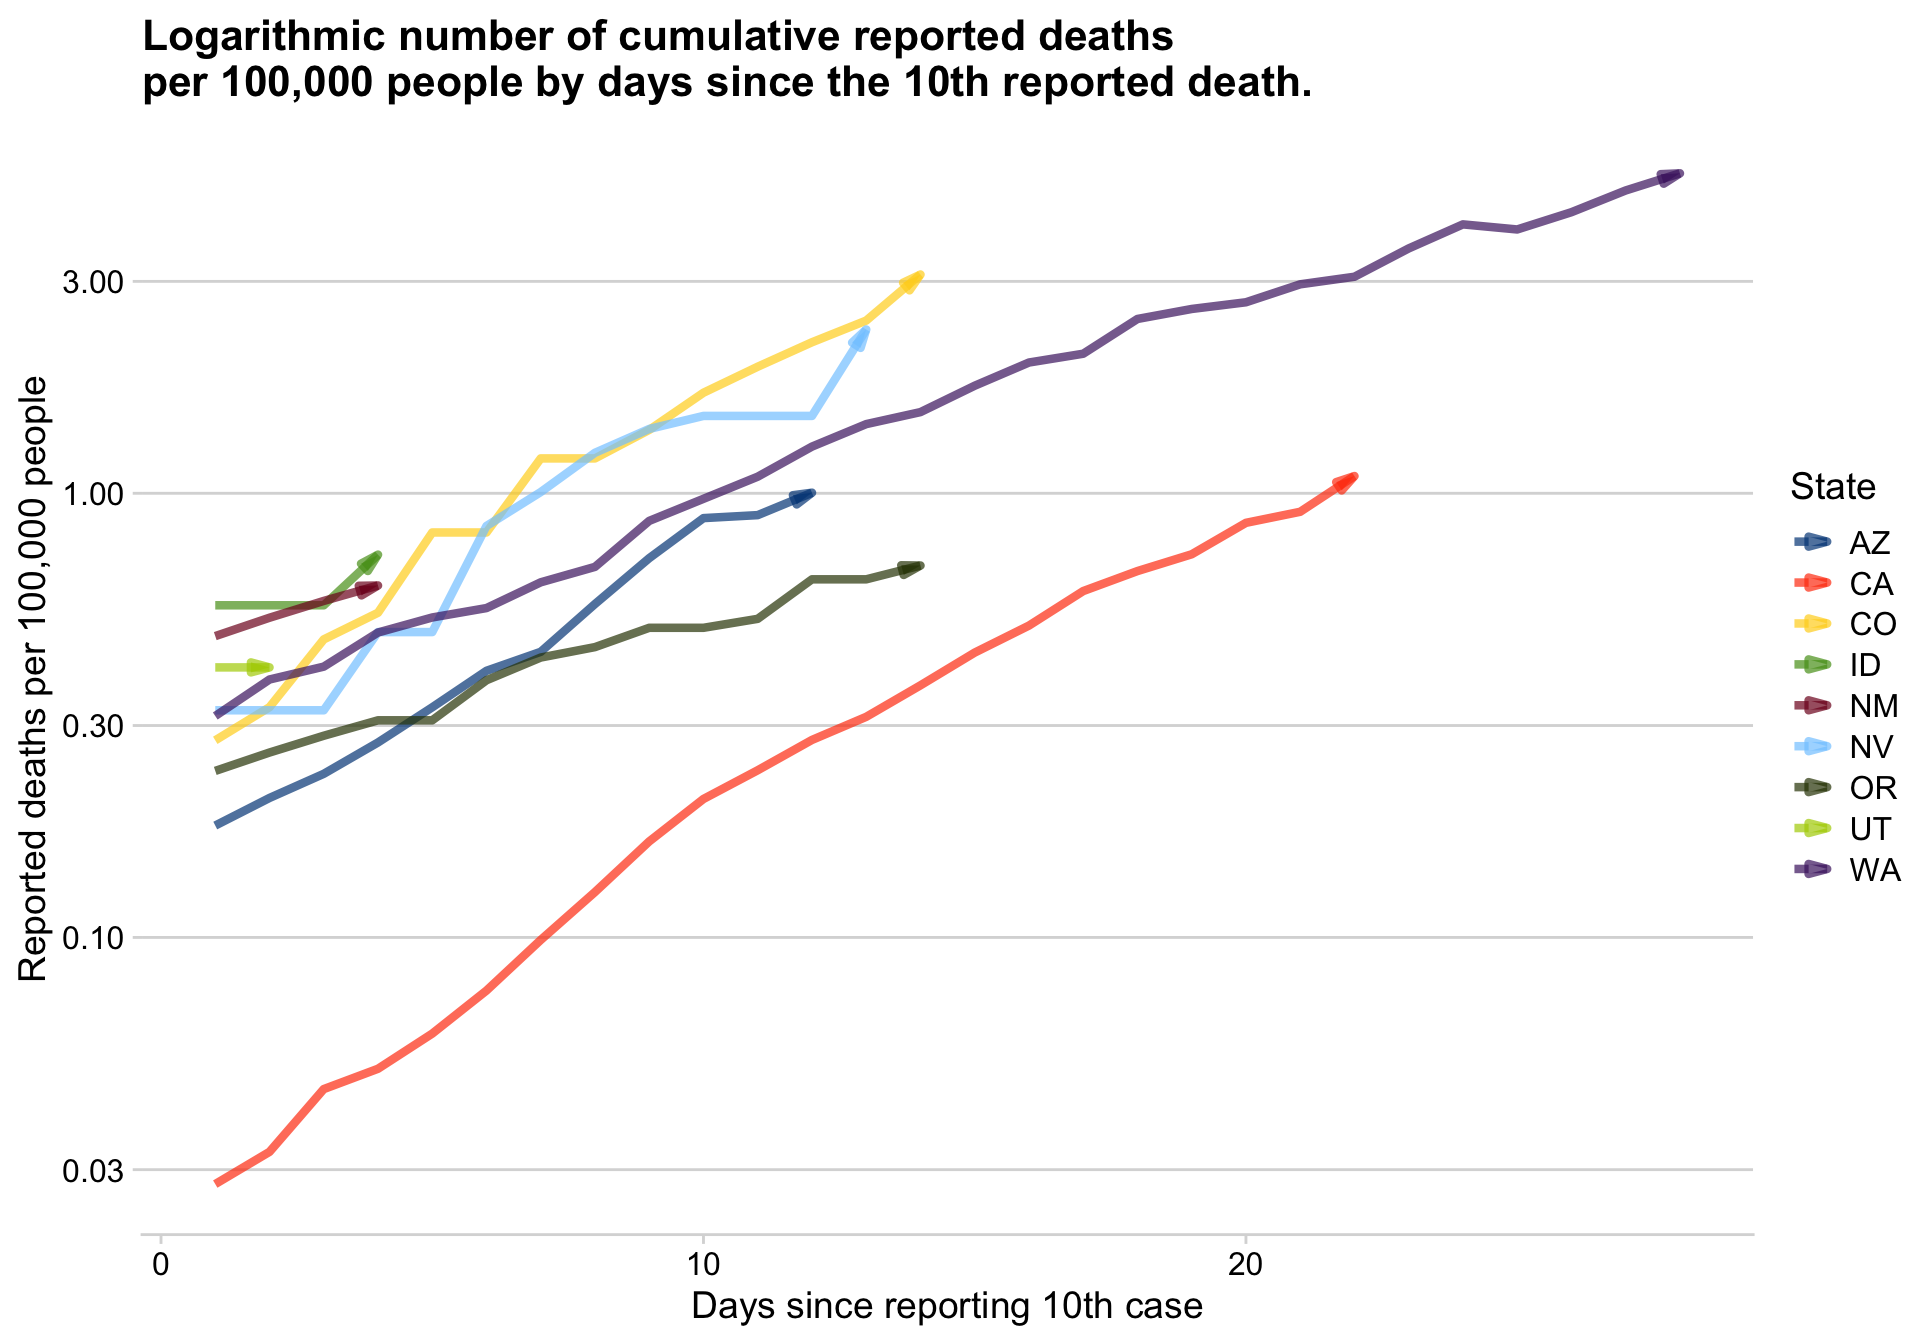 Logarithmic number of cumulative reported deaths
per 100,000 people by days since the 10th reported death.
Reported deaths per 100,000 people
3.00
1.00
0.30
0.10
0.03
0
10
20
Days since reporting 10th case
State
AZ
CA
CO
ID
NM
NV
OR
UT
WA